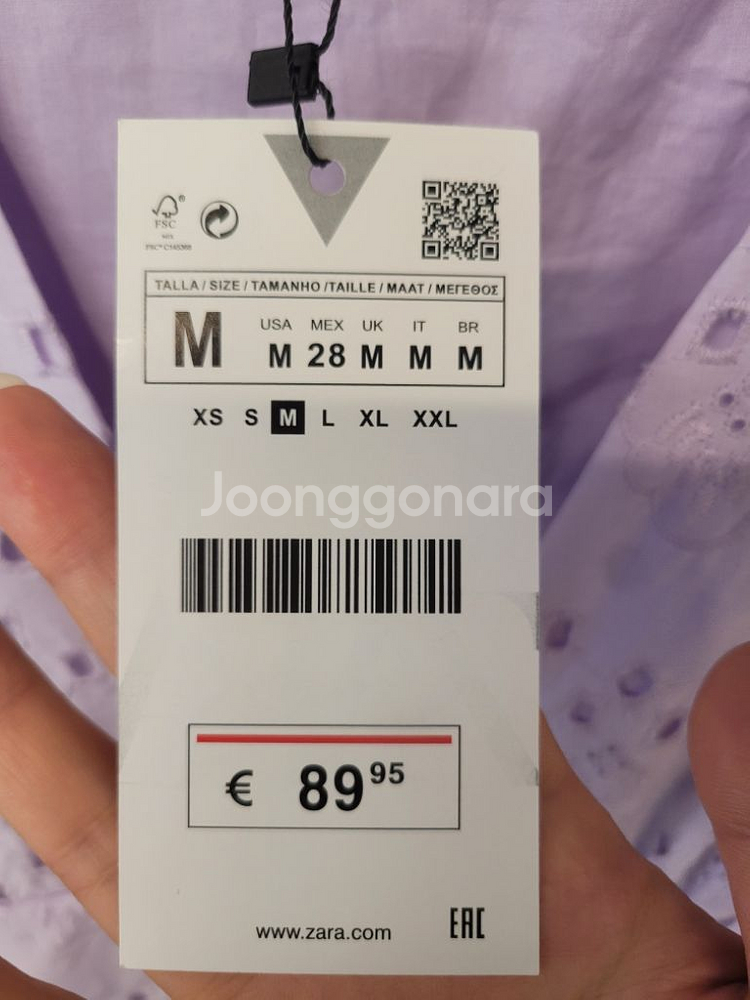 FSC
MIX
TALLA / SIZE / TAMANHO /TAILLE / MAAT / ΜΕΓΕΘΟΣ
M
USA MEX UK IT BR
M 28 M M M
XS S M L XL XXL
Joonggonara
€ 89 95
www.zara.com
EAC